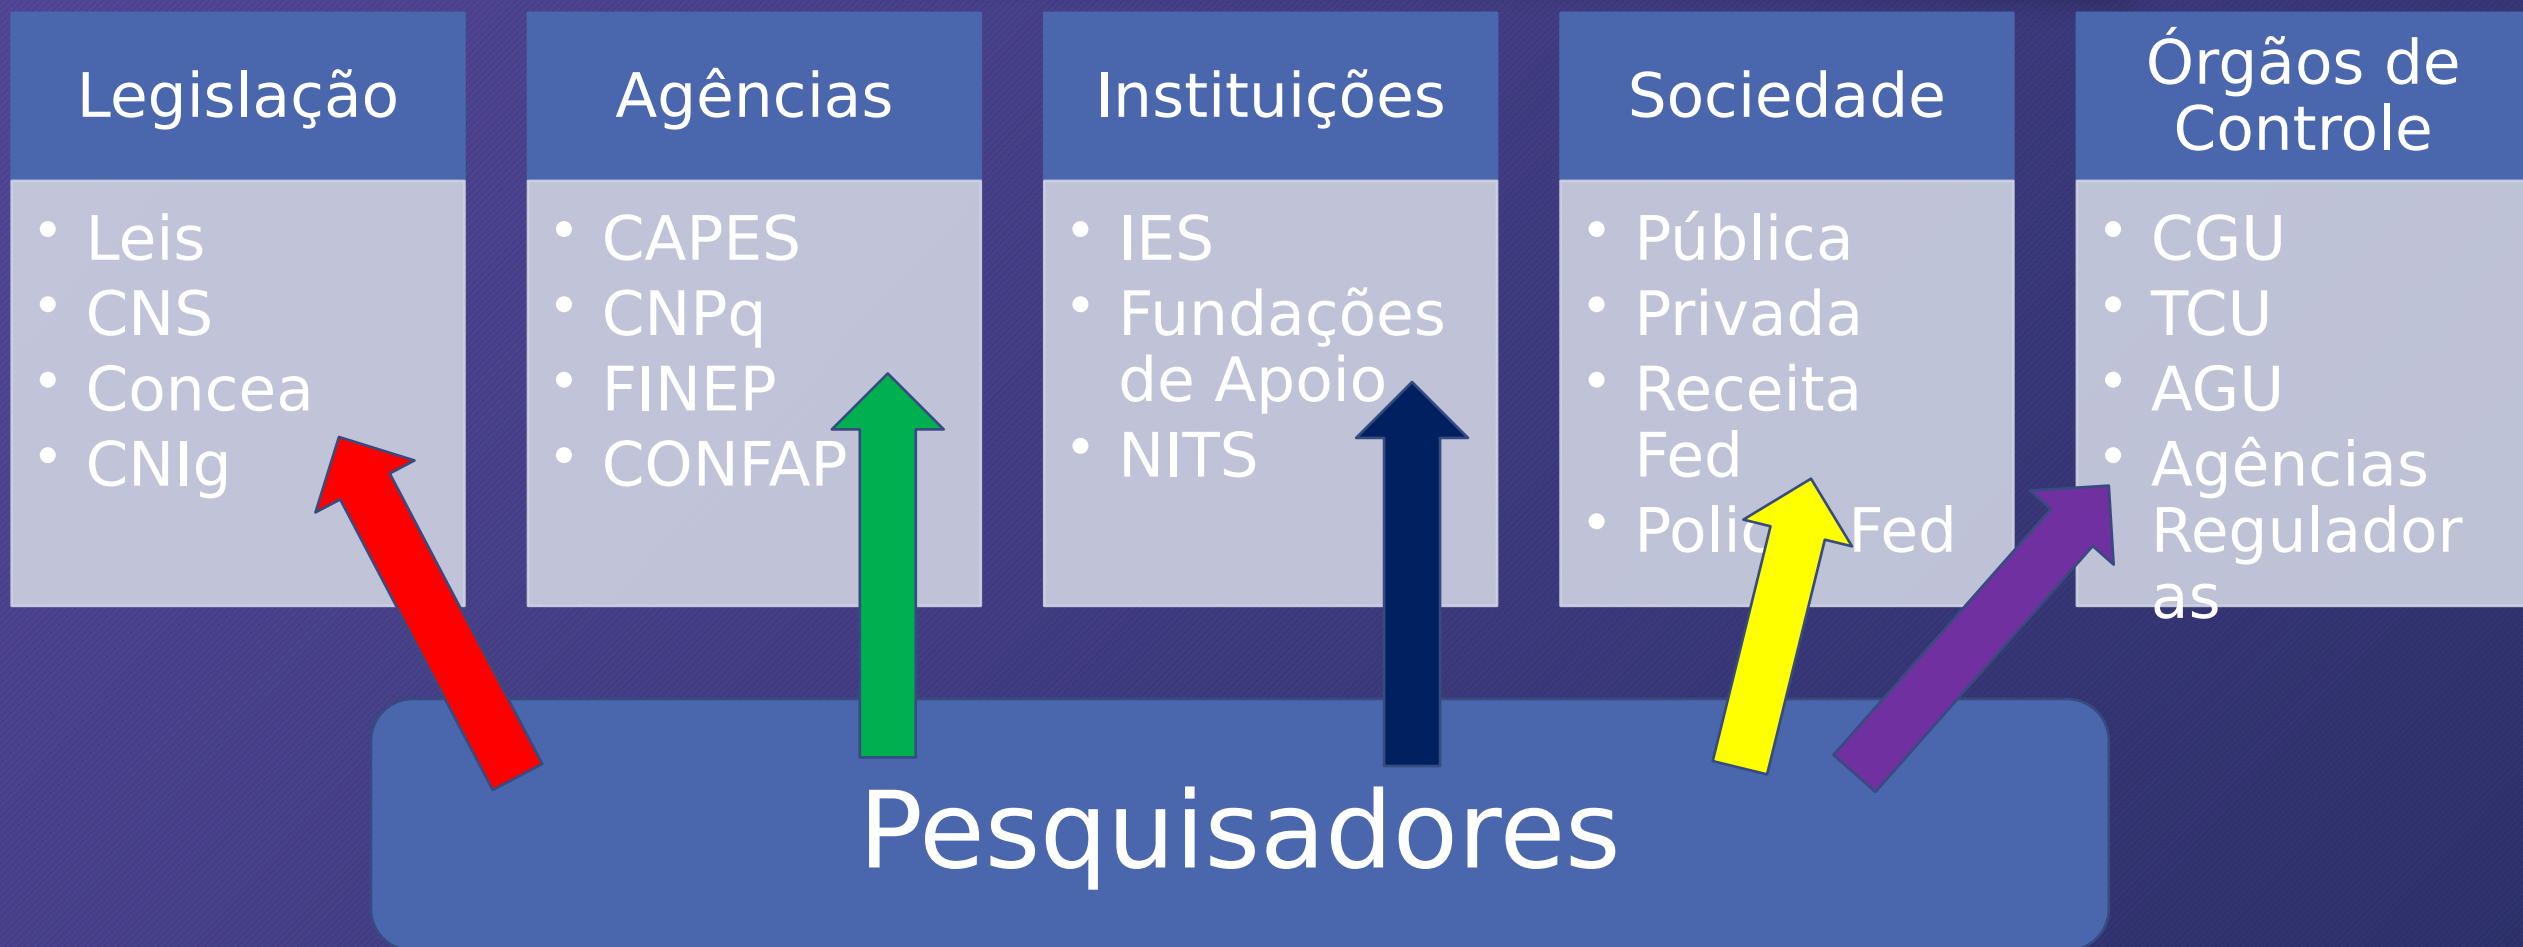 Legislação
• Leis
• CNS
• Concea
• CNIg
Agências
• CAPES
• CNPq
• FINEP
• CONFAP
Instituições
• IES
• Fundações
de Apoio
• NITS
Sociedade
• Pública
• Privada
• Receita
Fed
• Fed
Órgãos de
Controle
• CGU
• TCU
• AGU
• Agências
Regulador
as
Pesquisadores